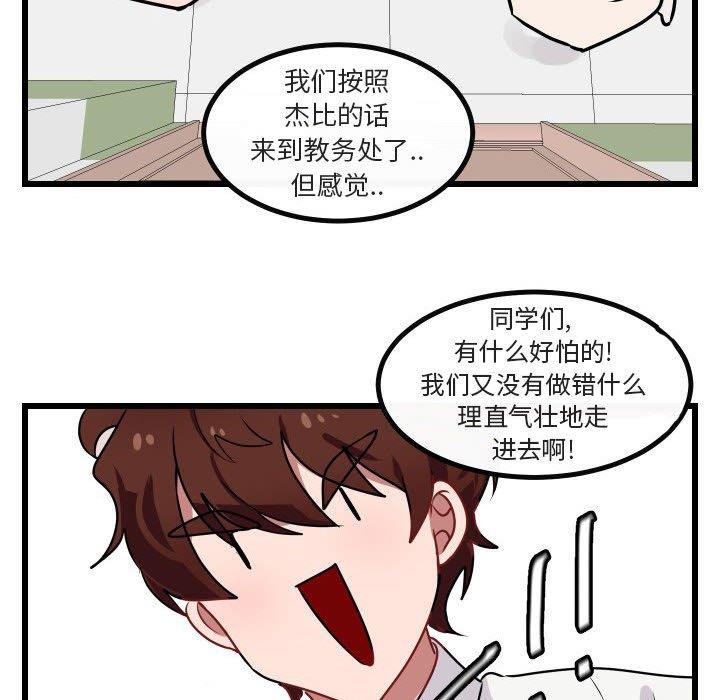 我们按照
杰比的话
来到教务处了..
但感觉..
同学们,
有什么好怕的!
我们又没有做错什么
理直气壮地走
进去啊!